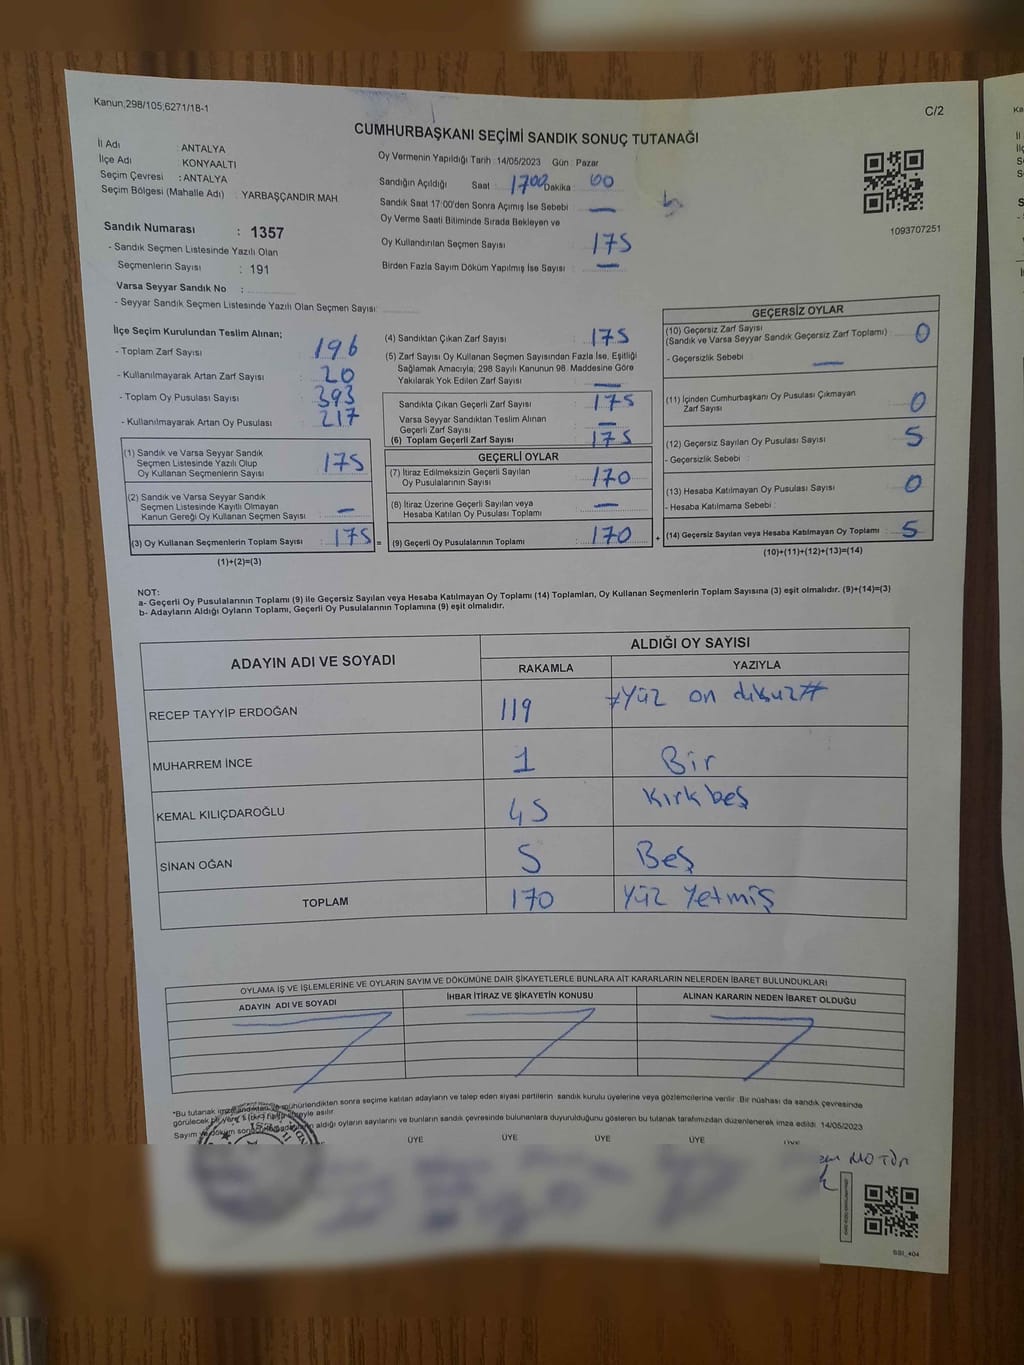 Kanun,298/105,6271/18-1
C/2
CUMHURBAŞKANI SEÇİMİ SANDIK SONUÇ TUTANAĞI
İl Adı : ANTALYA
İlçe Adı : KONYAALTI
Seçim Çevresi : ANTALYA
Seçim Bölgesi (Mahalle Adı) : YARBAŞÇANDIR MAH
Oy Vermenin Yapıldığı Tarih :14/05/2023 Gün : Pazar
Sandığın Açıldığı Saat : 1700 Dakika : 00
Sandık Saat 17:00'den Sonra Açımış İse Sebebi : —
Oy Verme Saati Bitiminde Sırada Bekleyen ve
Oy Kullandırılan Seçmen Sayısı : 175
Birden Fazla Sayım Döküm Yapılmış İse Sayısı : —
1093707251
Sandık Numarası : 1357
- Sandık Seçmen Listesinde Yazılı Olan
Seçmenlerin Sayısı : 191
Varsa Seyyar Sandık No :
- Seyyar Sandık Seçmen Listesinde Yazılı Olan Seçmen Sayısı:
İlçe Seçim Kurulundan Teslim Alınan;
- Toplam Zarf Sayısı : 196
- Kullanılmayarak Artan Zarf Sayısı : 20
- Toplam Oy Pusulası Sayısı : 393
- Kullanılmayarak Artan Oy Pusulası : 217
(1) Sandık ve Varsa Seyyar Sandık
Seçmen Listesinde Yazılı Olup
Oy Kullanan Seçmenlerin Sayısı : 175
(2) Sandık ve Varsa Seyyar Sandık
Seçmen Listesinde Kayıtlı Olmayan
Kanun Gereği Oy Kullanan Seçmen Sayısı : —
(3) Oy Kullanan Seçmenlerin Toplam Sayısı : 175 =
(1)+(2)=(3)
(4) Sandıktan Çıkan Zarf Sayısı : 175
(5) Zarf Sayısı Oy Kullanan Seçmen Sayısından Fazla İse, Eşitliği
Sağlamak Amacıyla; 298 Sayılı Kanunun 98. Maddesine Göre
Yakılarak Yok Edilen Zarf Sayısı : —
Sandıkla Çıkan Geçerli Zarf Sayısı : 175
Varsa Seyyar Sandıktan Teslim Alınan
Geçerli Zarf Sayısı : —
(6) Toplam Geçerli Zarf Sayısı : 175
GEÇERLİ OYLAR
(7) İtiraz Edilmeksizin Geçerli Sayılan
Oy Pusulalarının Sayısı : 170
(8) İtiraz Üzerine Geçerli Sayılan veya
Hesaba Katılan Oy Pusulası Toplamı : —
(9) Geçerli Oy Pusulalarının Toplamı : 170 +
GEÇERSİZ OYLAR
(10) Geçersiz Zarf Sayısı
(Sandık ve Varsa Seyyar Sandık Geçersiz Zarf Toplamı) : 0
- Geçersizlik Sebebi : —
(11) İçinden Cumhurbaşkanı Oy Pusulası Çıkmayan
Zarf Sayısı : 0
(12) Geçersiz Sayılan Oy Pusulası Sayısı : 5
- Geçersizlik Sebebi :
(13) Hesaba Katılmayan Oy Pusulası Sayısı : 0
- Hesaba Katılmama Sebebi :
(14) Geçersiz Sayılan veya Hesaba Katılmayan Oy Toplamı : 5
(10)+(11)+(12)+(13)=(14)
NOT:
a- Geçerli Oy Pusulalarının Toplamı (9) ile Geçersiz Sayılan veya Hesaba Katılmayan Oy Toplamı (14) Toplamları, Oy Kullanan Seçmenlerin Toplam Sayısına (3) eşit olmalıdır. (9)+(14)=(3)
b- Adayların Aldığı Oyların Toplamı, Geçerli Oy Pusulalarının Toplamına (9) eşit olmalıdır.
ADAYIN ADI VE SOYADI
ALDIĞI OY SAYISI
RAKAMLA YAZIYLA
RECEP TAYYİP ERDOĞAN 119 #Yüz on dokuz#
MUHARREM İNCE 1 Bir
KEMAL KILIÇDAROĞLU 45 Kırk beş
SİNAN OĞAN 5 Beş
TOPLAM 170 Yüz Yetmiş
OYLAMA İŞ VE İŞLEMLERİNE VE OYLARIN SAYIM VE DÖKÜMÜNE DAİR ŞİKAYETLERLE BUNLARA AİT KARARLARIN NELERDEN İBARET BULUNDUKLARI
ADAYIN ADI VE SOYADI İHBAR İTİRAZ VE ŞİKAYETİN KONUSU ALINAN KARARIN NEDEN İBARET OLDUĞU
*Bu tutanak imzalandıktan ve mühürlendikten sonra seçime katılan adayların ve talep eden siyasi partilerin sandık kurulu üyelerine veya gözlemcilerine verilir. Bir nüshası da sandık çevresinde
görülecek bir yere asılır.
Sayım ve döküm aldığı oyların sayılarını ve bunların sandık çevresinde bulunanlara duyurulduğunu gösteren bu tutanak tarafımızdan düzenlenerek imza edildi. 14/05/2023
ÜYE ÜYE ÜYE ÜYE
MOTOR
SSI_404